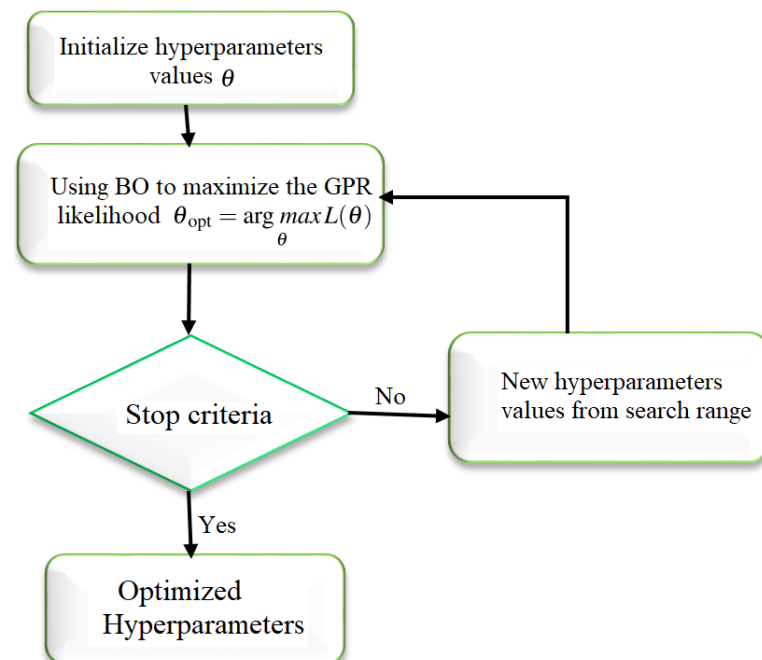 Initialize hyperparameters
values θ
Using BO to maximize the GPR
likelihood θ_opt = arg max L(θ)
θ
Stop criteria
No
New hyperparameters
values from search range
Yes
Optimized
Hyperparameters